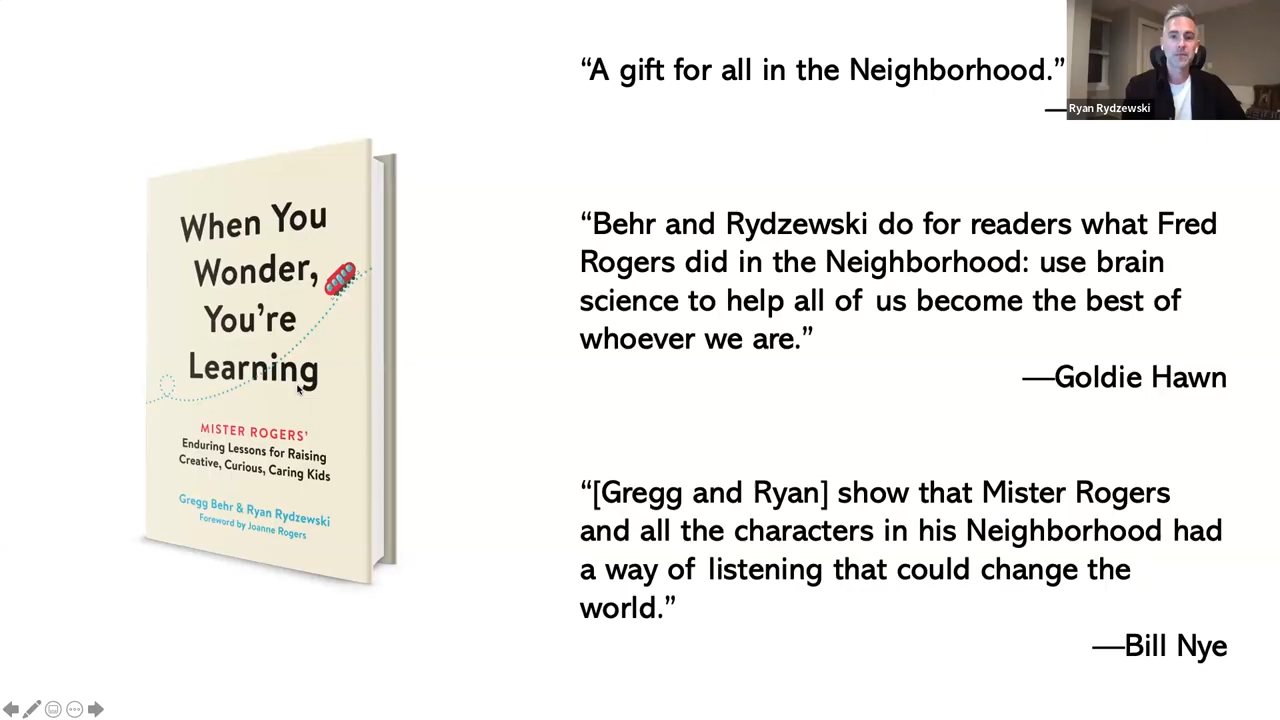 “A gift for all in the Neighborhood.”
—
Ryan Rydzewski
When You
Wonder,
You’re
Learning
MISTER ROGERS’
Enduring Lessons for Raising
Creative, Curious, Caring Kids
Gregg Behr & Ryan Rydzewski
Foreword by Joanne Rogers
“Behr and Rydzewski do for readers what Fred
Rogers did in the Neighborhood: use brain
science to help all of us become the best of
whoever we are.”
—Goldie Hawn
“[Gregg and Ryan] show that Mister Rogers
and all the characters in his Neighborhood had
a way of listening that could change the
world.”
—Bill Nye